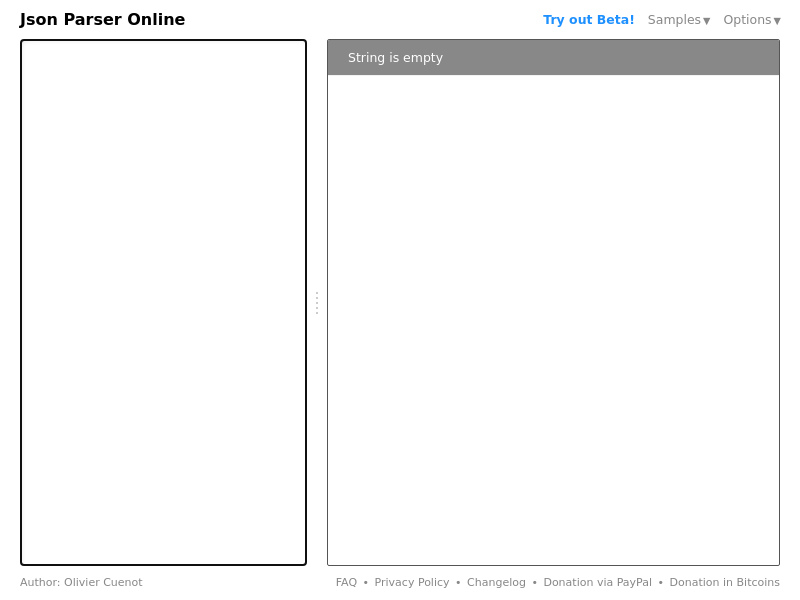 Json Parser Online
Try out Beta! Samples▼ Options▼
String is empty
Author: Olivier Cuenot
FAQ • Privacy Policy • Changelog • Donation via PayPal • Donation in Bitcoins